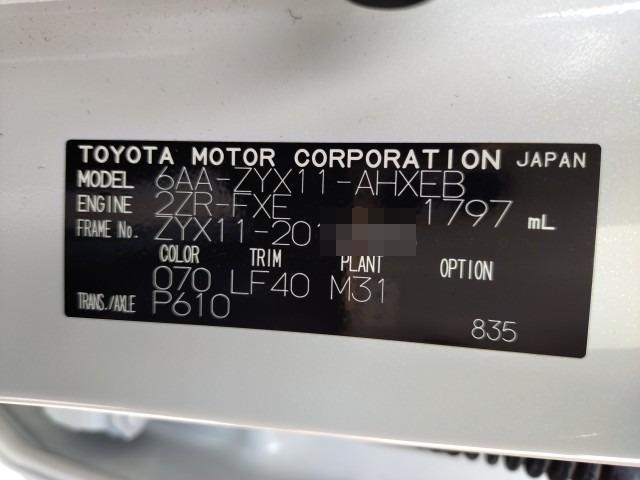 TOYOTA MOTOR CORPORATION JAPAN
MODEL 6AA-ZYX11-AHXEB
ENGINE 2ZR-FXE 1797 mL
FRAME No. ZYX11-201
COLOR TRIM PLANT OPTION
070 LF40 M31
TRANS./AXLE P610
835